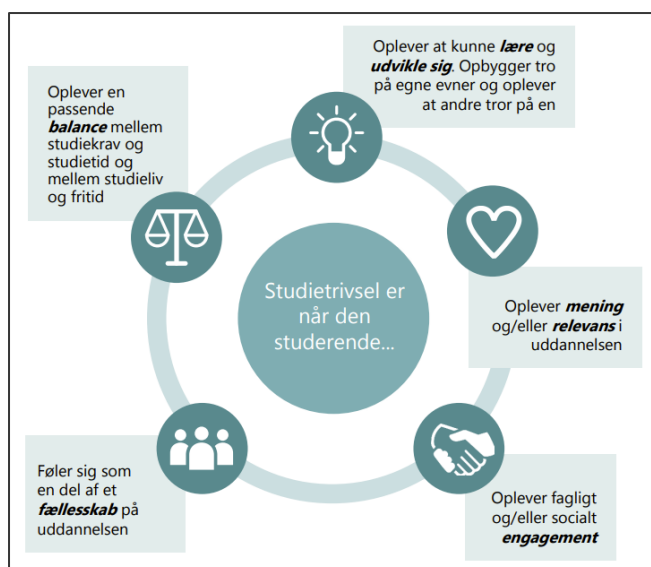 Oplever at kunne lære og
udvikle sig. Opbygger tro
på egne evner og oplever
at andre tror på en
Oplever en
passende
balance mellem
studiekrav og
studietid og
mellem studieliv
og fritid
Studietrivsel er
når den
studerende...
Oplever mening
og/eller relevans i
uddannelsen
Føler sig som
en del af et
fællesskab på
uddannelsen
Oplever fagligt
og/eller socialt
engagement